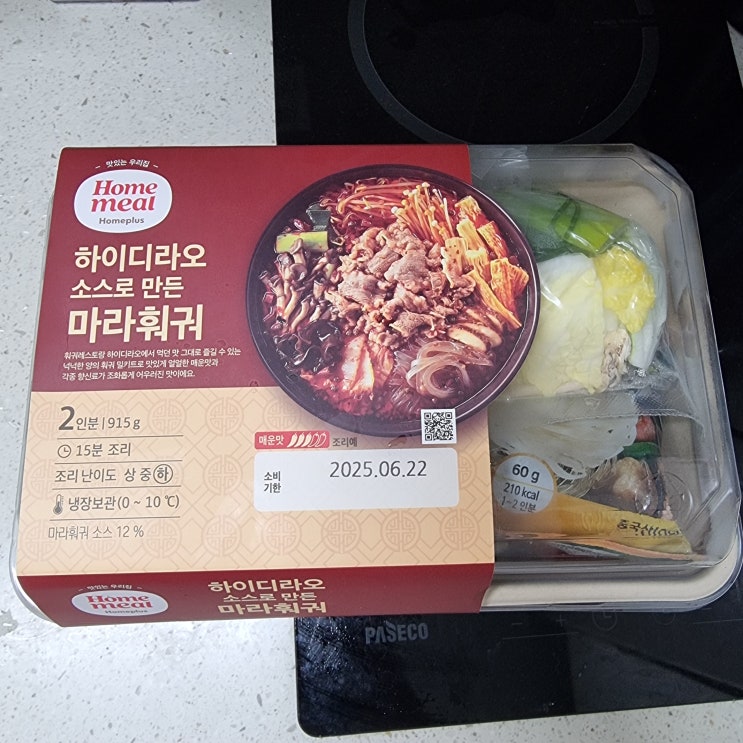 맛있는 우리집
Home
meal
Homeplus
하이디라오
소스로 만든
마라훠궈
훠궈레스토랑 하이디라오에서 먹던 맛 그대로 즐길 수 있는
넉넉한 양의 훠궈 밀키트로 맛있게 얼얼한 매운맛과
각종 향신료가 조화롭게 어우러진 맛이에요.
2인분 | 915 g
15분 조리
조리 난이도 상 중 하
냉장보관(0 ~ 10 ℃)
마라훠궈 소스 12 %
매운맛
조리예
소비
기한
2025.06.22
60 g
210 kcal
1~2 인분
맛있는 우리집
Home
meal
Homeplus
하이디라오
소스로 만든
마라훠궈
PASECO